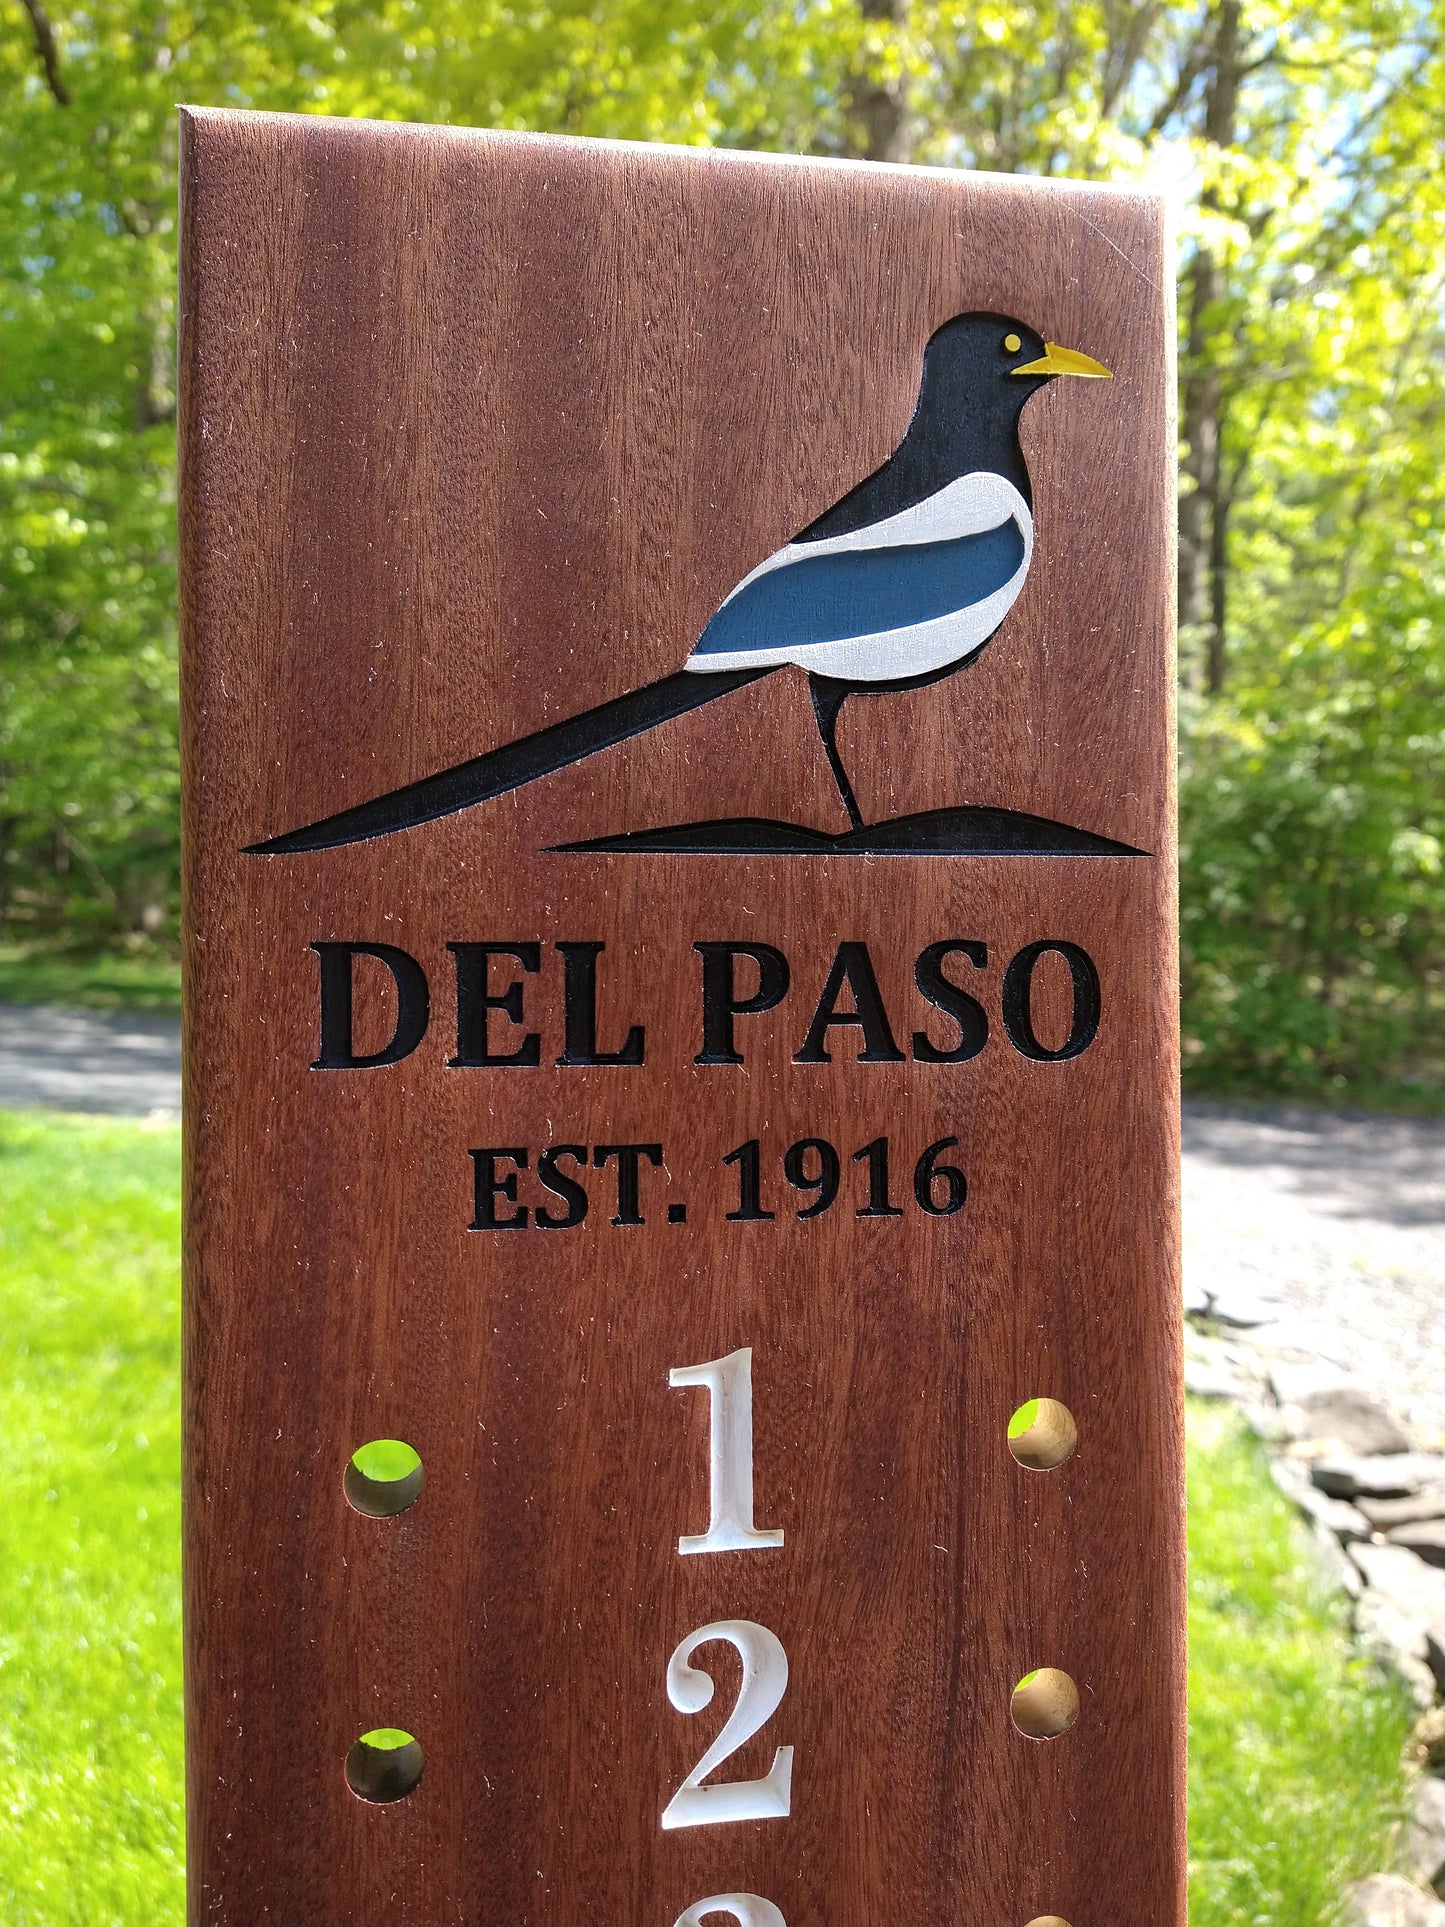 DEL PASO
EST. 1916
1
2